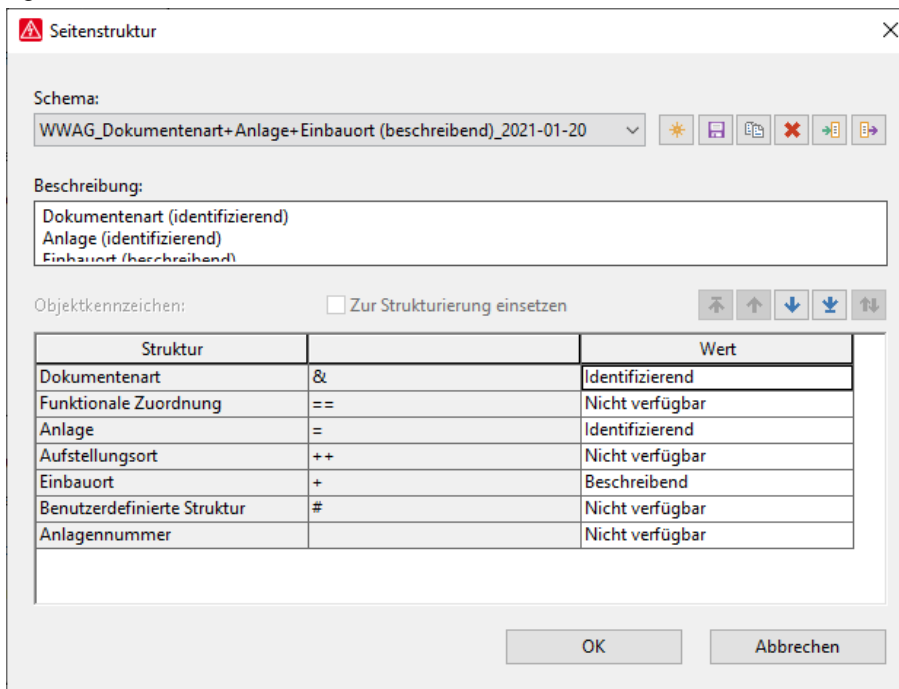 Seitenstruktur
Schema:
WWAG_Dokumentenart+Anlage+Einbauort (beschreibend)_2021-01-20
Beschreibung:
Dokumentenart (identifizierend)
Anlage (identifizierend)
Einbauort (beschreibend)
Objektkennzeichen: Zur Strukturierung einsetzen
Struktur Wert
Dokumentenart & Identifizierend
Funktionale Zuordnung == Nicht verfügbar
Anlage = Identifizierend
Aufstellungsort ++ Nicht verfügbar
Einbauort + Beschreibend
Benutzerdefinierte Struktur # Nicht verfügbar
Anlagennummer Nicht verfügbar
OK Abbrechen